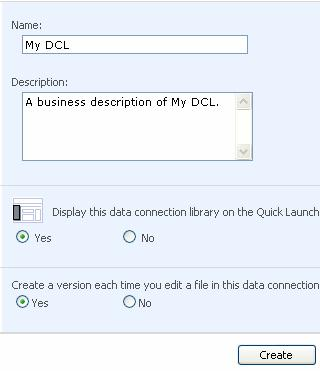 Name:
My DCL
Description:
A business description of My DCL.
Display this data connection library on the Quick Launch
Yes No
Create a version each time you edit a file in this data connection
Yes No
Create